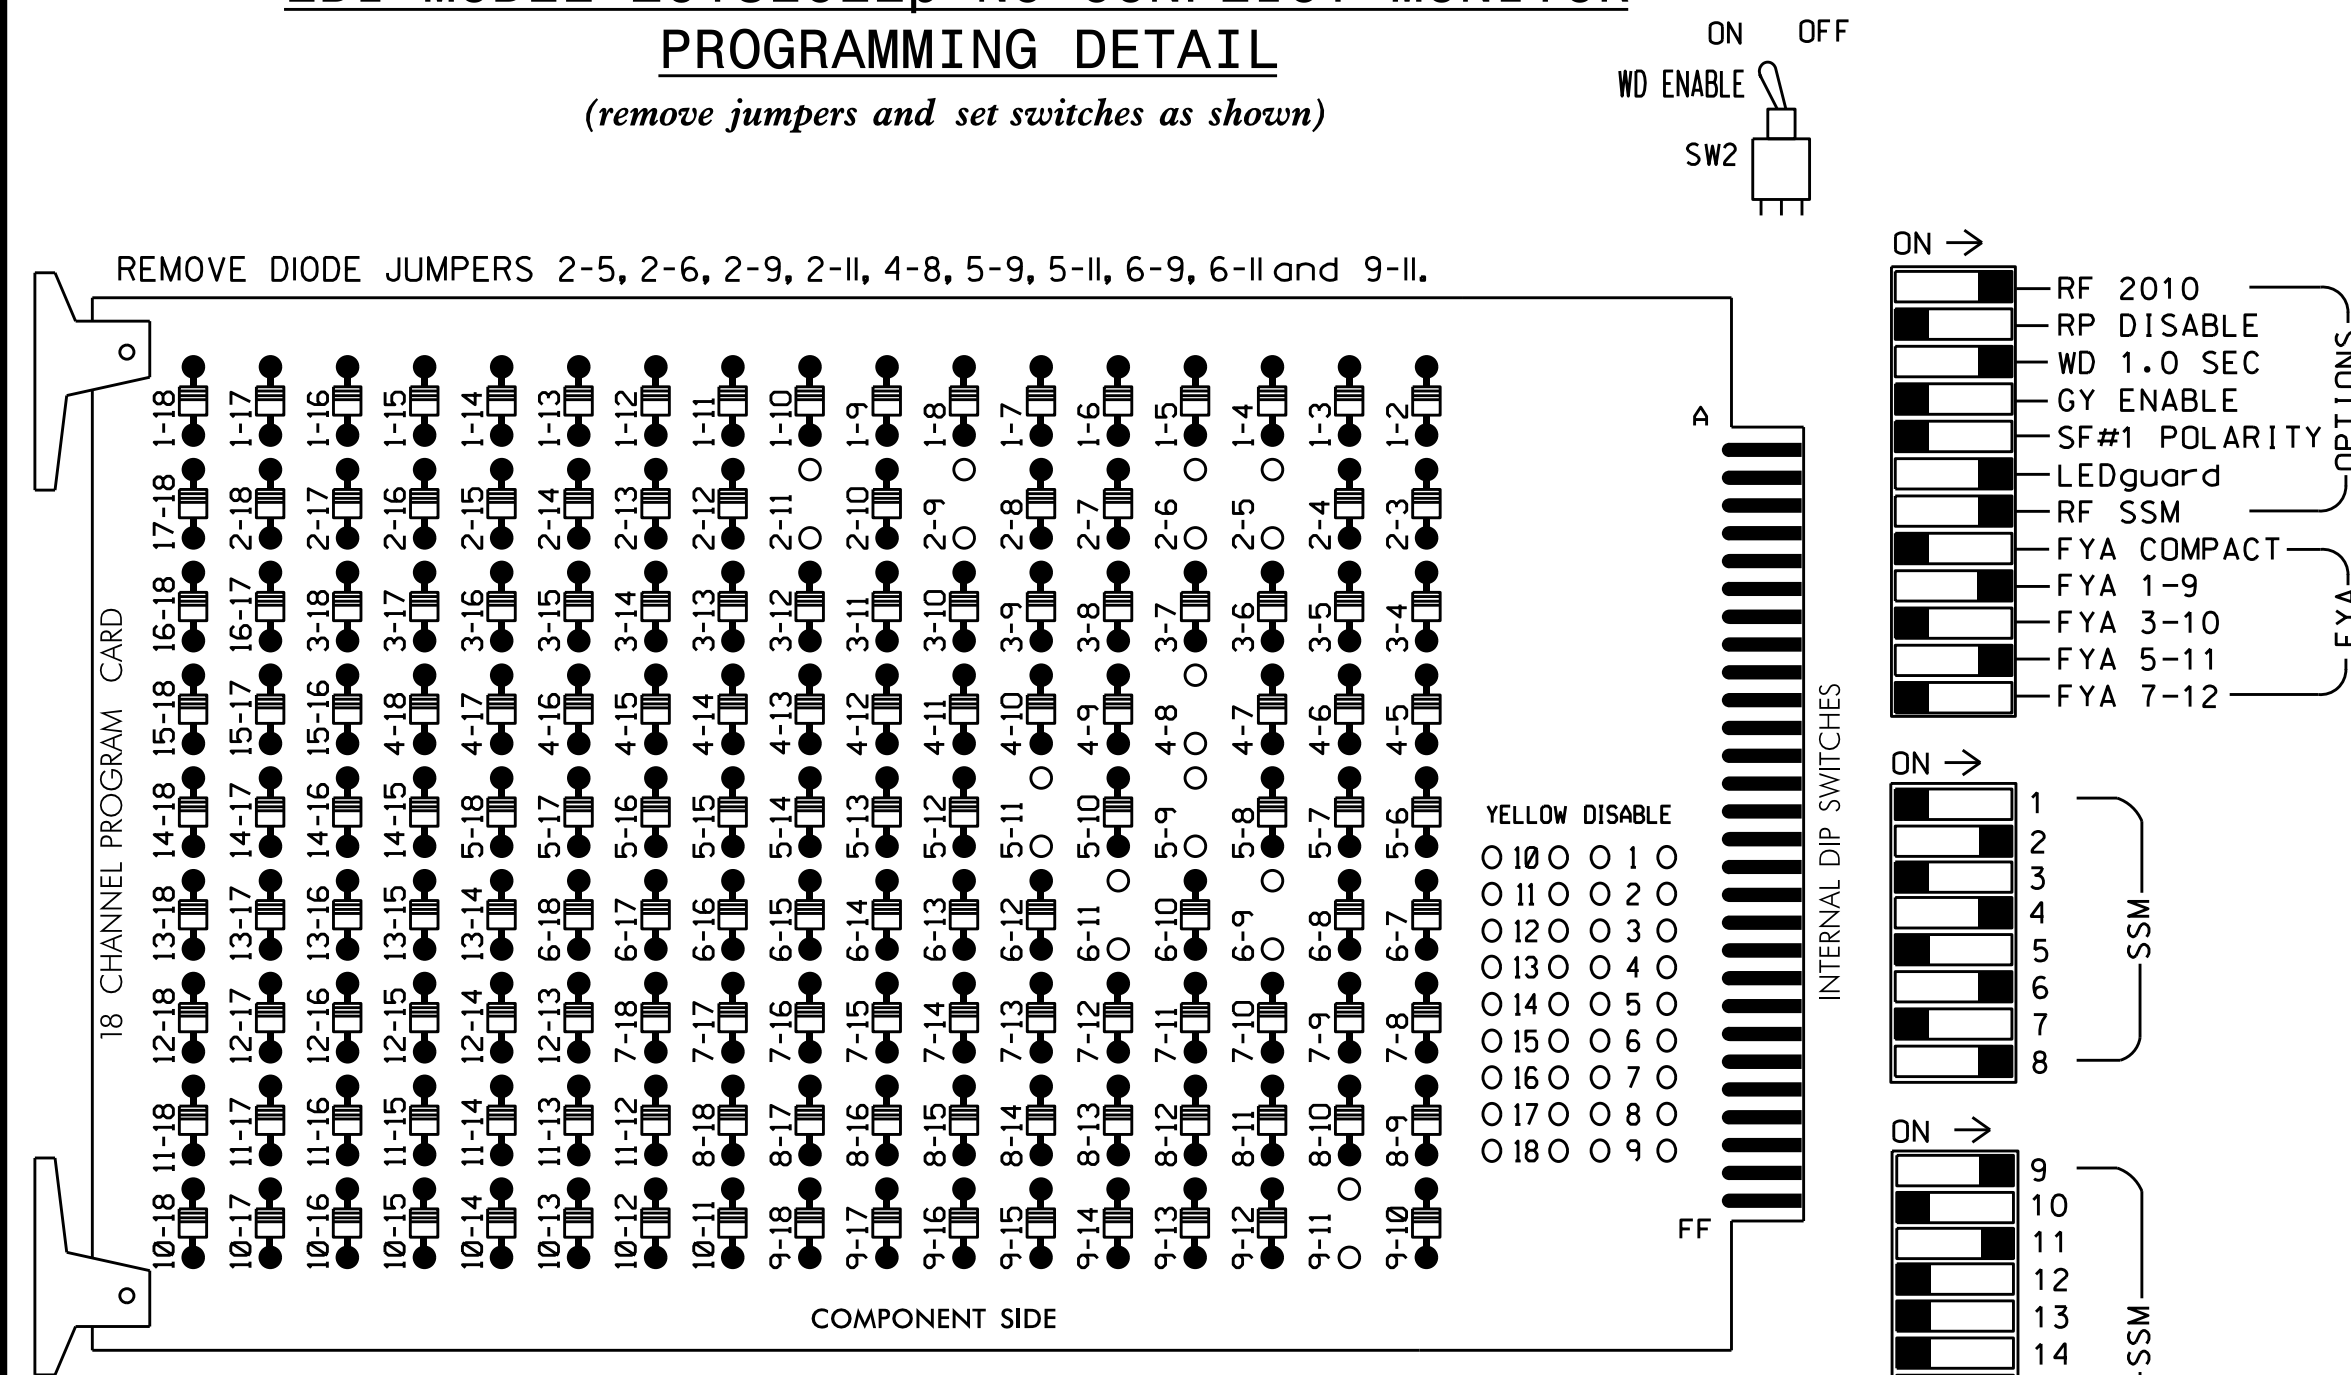 PROGRAMMING DETAIL
(remove jumpers and set switches as shown)
ON OFF
WD ENABLE
SW2
REMOVE DIODE JUMPERS 2-5, 2-6, 2-9, 2-11, 4-8, 5-9, 5-11, 6-9, 6-11 and 9-11.
18 CHANNEL PROGRAM CARD
1-18 1-17 1-16 1-15 1-14 1-13 1-12 1-11 1-10 1-9 1-8 1-7 1-6 1-5 1-4 1-3 1-2
17-18 2-18 2-17 2-16 2-15 2-14 2-13 2-12 2-11 2-10 2-9 2-8 2-7 2-6 2-5 2-4 2-3
16-18 16-17 3-18 3-17 3-16 3-15 3-14 3-13 3-12 3-11 3-10 3-9 3-8 3-7 3-6 3-5 3-4
15-18 15-17 15-16 4-18 4-17 4-16 4-15 4-14 4-13 4-12 4-11 4-10 4-9 4-8 4-7 4-6 4-5
14-18 14-17 14-16 14-15 5-18 5-17 5-16 5-15 5-14 5-13 5-12 5-11 5-10 5-9 5-8 5-7 5-6
13-18 13-17 13-16 13-15 13-14 6-18 6-17 6-16 6-15 6-14 6-13 6-12 6-11 6-10 6-9 6-8 6-7
12-18 12-17 12-16 12-15 12-14 12-13 7-18 7-17 7-16 7-15 7-14 7-13 7-12 7-11 7-10 7-9 7-8
11-18 11-17 11-16 11-15 11-14 11-13 11-12 8-18 8-17 8-16 8-15 8-14 8-13 8-12 8-11 8-10 8-9
10-18 10-17 10-16 10-15 10-14 10-13 10-12 10-11 9-18 9-17 9-16 9-15 9-14 9-13 9-12 9-11 9-10
COMPONENT SIDE
YELLOW DISABLE
10 1
11 2
12 3
13 4
14 5
15 6
16 7
17 8
18 9
A
FF
INTERNAL DIP SWITCHES
ON
RF 2010
RP DISABLE
WD 1.0 SEC
GY ENABLE
SF#1 POLARITY
LEDguard
RF SSM
OPTIONS
FYA COMPACT
FYA 1-9
FYA 3-10
FYA 5-11
FYA 7-12
FYA
ON
1
2
3
4
5
6
7
8
SSM
ON
9
10
11
12
13
14
SSM